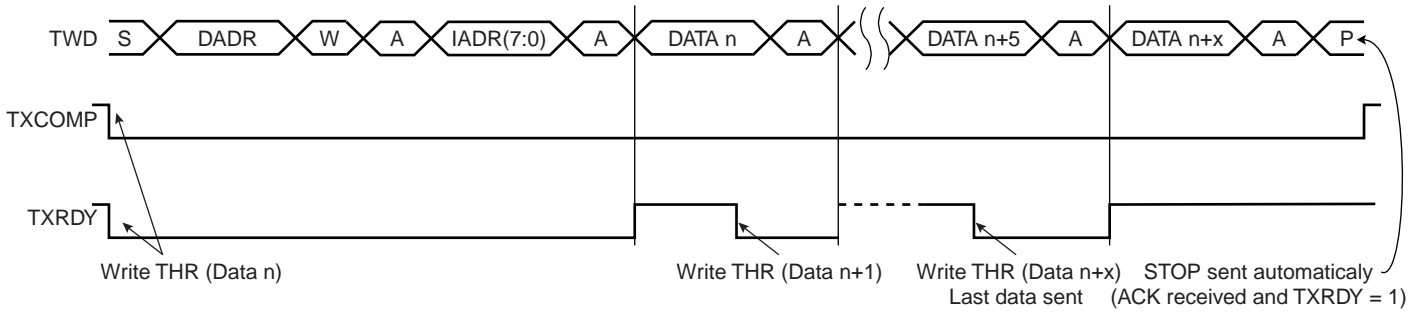 TWD S DADR W A IADR(7:0) A DATA n A DATA n+5 A DATA n+x A P
TXCOMP
TXRDY
Write THR (Data n) Write THR (Data n+1) Write THR (Data n+x) STOP sent automaticaly
Last data sent (ACK received and TXRDY = 1)